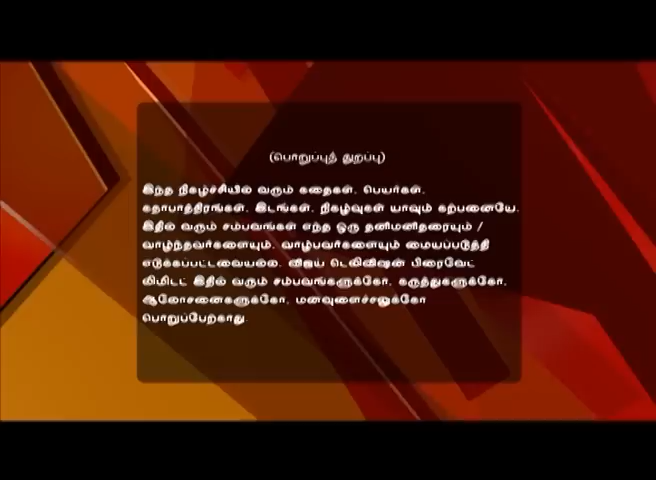 (பொறுப்புத் துறப்பு)
இந்த நிகழ்ச்சியில் வரும் கதைகள், பெயர்கள்,
கதாபாத்திரங்கள், இடங்கள், நிகழ்வுகள் யாவும் கற்பனையே.
இதில் வரும் சம்பவங்கள் எந்த ஒரு தனிமனிதரையும் /
வாழ்ந்தவர்களையும், வாழ்பவர்களையும் மையப்படுத்தி
எடுக்கப்பட்டவையல்ல. விஜய் டெலிவிஷன் பிரைவேட்
லிமிடட் இதில் வரும் சம்பவங்களுக்கோ, கருத்துகளுக்கோ,
ஆலோசனைகளுக்கோ, மனவுளைச்சலுக்கோ
பொறுப்பேற்காது.